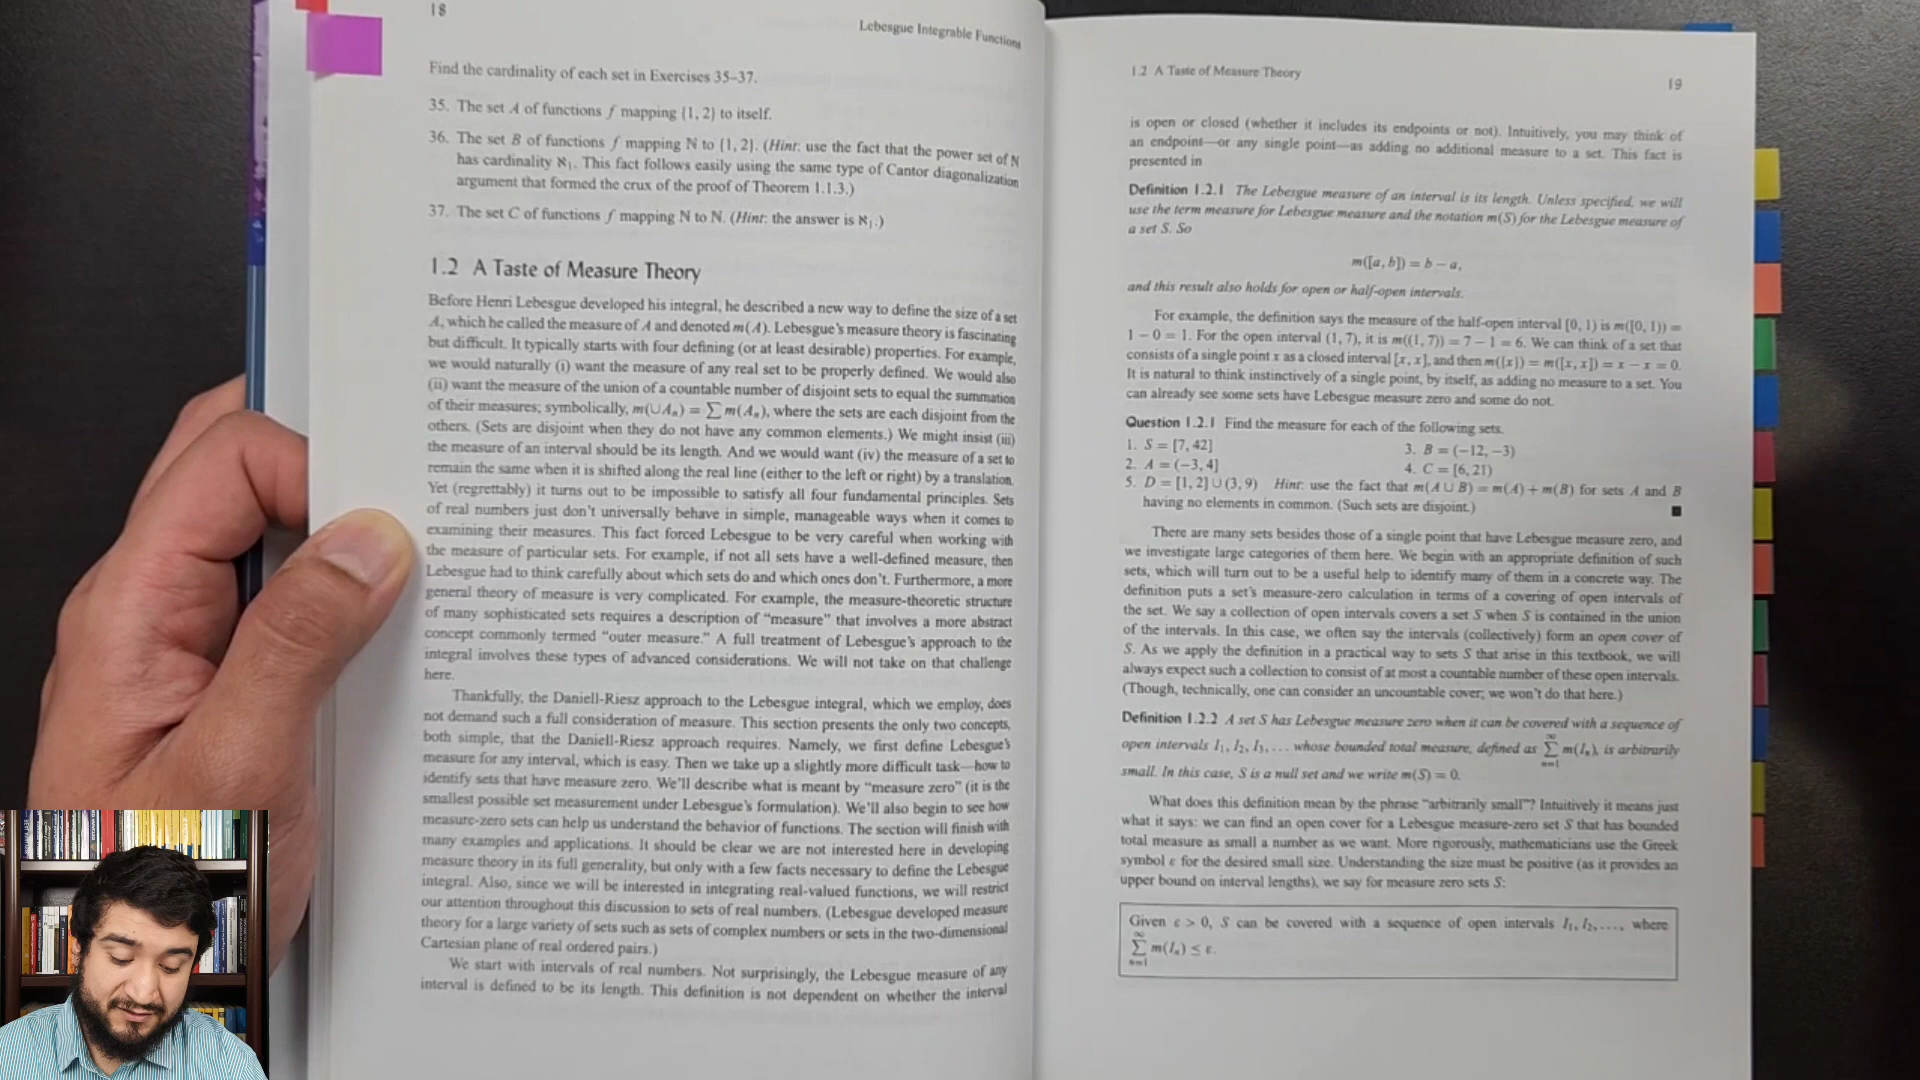 18
Lebesgue Integrable Functions
Find the cardinality of each set in Exercises 35–37.
35. The set A of functions f mapping {1, 2} to itself.
36. The set B of functions f mapping ℕ to {1, 2}. (Hint: use the fact that the power set of ℕ
has cardinality ℵ₁. This fact follows easily using the same type of Cantor diagonalization
argument that formed the crux of the proof of Theorem 1.1.3.)
37. The set C of functions f mapping ℕ to ℕ. (Hint: the answer is ℵ₁.)
1.2 A Taste of Measure Theory
Before Henri Lebesgue developed his integral, he described a new way to define the size of a set
A, which he called the measure of A and denoted m(A). Lebesgue's measure theory is fascinating
but difficult. It typically starts with four defining (or at least desirable) properties. For example,
we would naturally (i) want the measure of any real set to be properly defined. We would also
(ii) want the measure of the union of a countable number of disjoint sets to equal the summation
of their measures; symbolically, m(∪Aₙ) = ∑ m(Aₙ), where the sets are each disjoint from the
others. (Sets are disjoint when they do not have any common elements.) We might insist (iii)
the measure of an interval should be its length. And we would want (iv) the measure of a set to
remain the same when it is shifted along the real line (either to the left or right) by a translation.
Yet (regrettably) it turns out to be impossible to satisfy all four fundamental principles. Sets
of real numbers just don't universally behave in simple, manageable ways when it comes to
examining their measures. This fact forced Lebesgue to be very careful when working with
the measure of particular sets. For example, if not all sets have a well-defined measure, then
Lebesgue had to think carefully about which sets do and which ones don't. Furthermore, a more
general theory of measure is very complicated. For example, the measure-theoretic structure
of many sophisticated sets requires a description of "measure" that involves a more abstract
concept commonly termed "outer measure." A full treatment of Lebesgue's approach to the
integral involves these types of advanced considerations. We will not take on that challenge
here.
Thankfully, the Daniell-Riesz approach to the Lebesgue integral, which we employ, does
not demand such a full consideration of measure. This section presents the only two concepts,
both simple, that the Daniell-Riesz approach requires. Namely, we first define Lebesgue's
measure for any interval, which is easy. Then we take up a slightly more difficult task—how to
identify sets that have measure zero. We'll describe what is meant by "measure zero" (it is the
smallest possible set measurement under Lebesgue's formulation). We'll also begin to see how
measure-zero sets can help us understand the behavior of functions. The section will finish with
many examples and applications. It should be clear we are not interested here in developing
measure theory in its full generality, but only with a few facts necessary to define the Lebesgue
integral. Also, since we will be interested in integrating real-valued functions, we will restrict
our attention throughout this discussion to sets of real numbers. (Lebesgue developed measure
theory for a large variety of sets such as sets of complex numbers or sets in the two-dimensional
Cartesian plane of real ordered pairs.)
We start with intervals of real numbers. Not surprisingly, the Lebesgue measure of any
interval is defined to be its length. This definition is not dependent on whether the interval
1.2 A Taste of Measure Theory
19
is open or closed (whether it includes its endpoints or not). Intuitively, you may think of
an endpoint—or any single point—as adding no additional measure to a set. This fact is
presented in
Definition 1.2.1 The Lebesgue measure of an interval is its length. Unless specified, we will
use the term measure for Lebesgue measure and the notation m(S) for the Lebesgue measure of
a set S. So
m([a, b]) = b − a,
and this result also holds for open or half-open intervals.
For example, the definition says the measure of the half-open interval [0, 1) is m([0, 1)) =
1 − 0 = 1. For the open interval (1, 7), it is m((1, 7)) = 7 − 1 = 6. We can think of a set that
consists of a single point x as a closed interval [x, x], and then m({x}) = m([x, x]) = x − x = 0.
It is natural to think instinctively of a single point, by itself, as adding no measure to a set. You
can already see some sets have Lebesgue measure zero and some do not.
Question 1.2.1 Find the measure for each of the following sets.
1. S = [7, 42] 3. B = (−12, −3)
2. A = (−3, 4] 4. C = [6, 21)
5. D = [1, 2] ∪ (3, 9) Hint: use the fact that m(A ∪ B) = m(A) + m(B) for sets A and B
having no elements in common. (Such sets are disjoint.) ■
There are many sets besides those of a single point that have Lebesgue measure zero, and
we investigate large categories of them here. We begin with an appropriate definition of such
sets, which will turn out to be a useful help to identify many of them in a concrete way. The
definition puts a set's measure-zero calculation in terms of a covering of open intervals of
the set. We say a collection of open intervals covers a set S when S is contained in the union
of the intervals. In this case, we often say the intervals (collectively) form an open cover of
S. As we apply the definition in a practical way to sets S that arise in this textbook, we will
always expect such a collection to consist of at most a countable number of these open intervals.
(Though, technically, one can consider an uncountable cover; we won't do that here.)
Definition 1.2.2 A set S has Lebesgue measure zero when it can be covered with a sequence of
open intervals I₁, I₂, I₃, … whose bounded total measure, defined as ∑_{n=1}^{∞} m(Iₙ), is arbitrarily
small. In this case, S is a null set and we write m(S) = 0.
What does this definition mean by the phrase "arbitrarily small"? Intuitively it means just
what it says: we can find an open cover for a Lebesgue measure-zero set S that has bounded
total measure as small a number as we want. More rigorously, mathematicians use the Greek
symbol ε for the desired small size. Understanding the size must be positive (as it provides an
upper bound on interval lengths), we say for measure zero sets S:
Given ε > 0, S can be covered with a sequence of open intervals I₁, I₂, …, where
∑_{n=1}^{∞} m(Iₙ) ≤ ε.